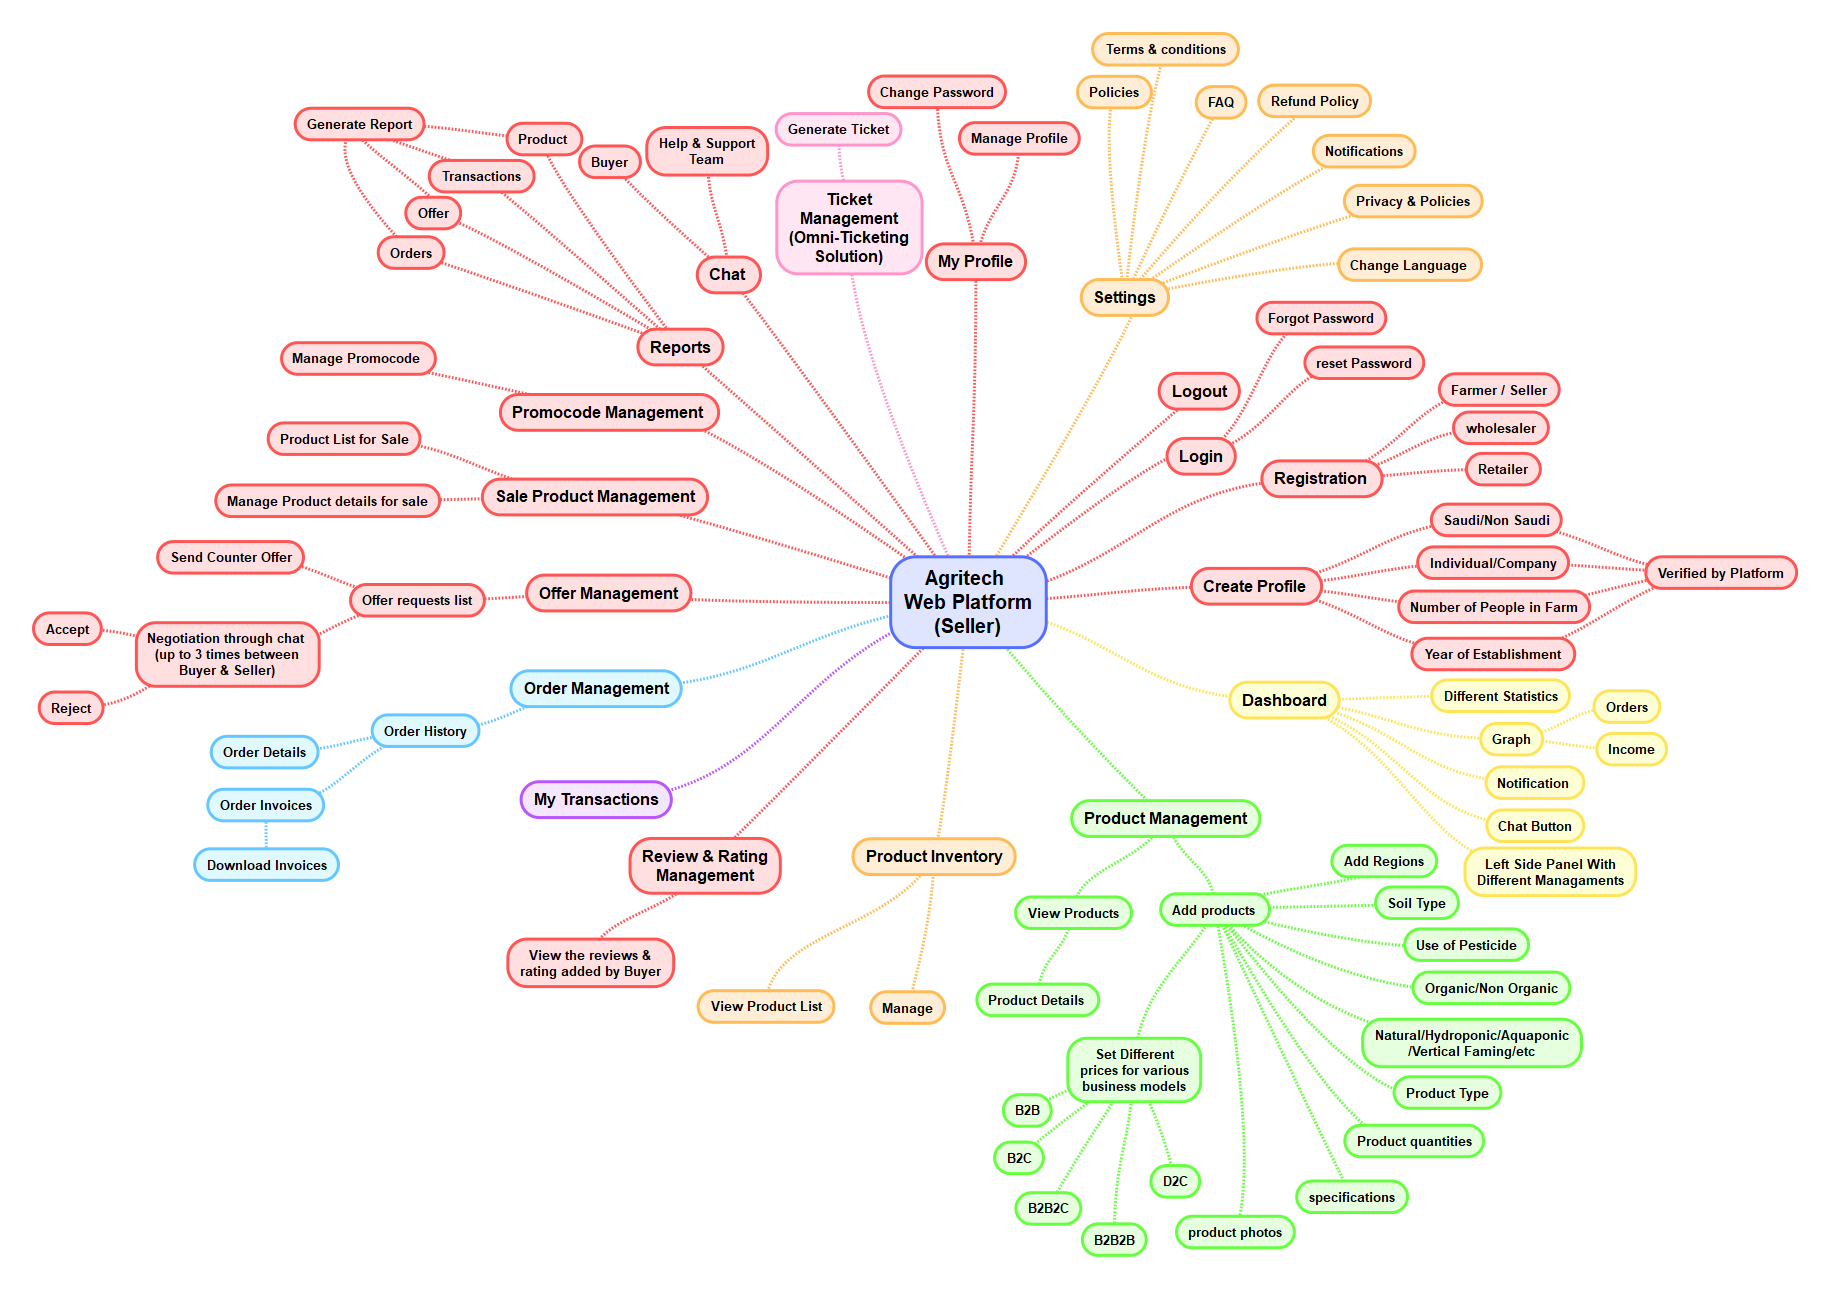 Terms & conditions
Policies
FAQ
Refund Policy
Notifications
Privacy & Policies
Change Language
Settings
Change Password
Manage Profile
My Profile
Generate Ticket
Ticket
Management
(Omni-Ticketing
Solution)
Help & Support
Team
Buyer
Chat
Generate Report
Product
Transactions
Offer
Orders
Reports
Manage Promocode
Promocode Management
Product List for Sale
Manage Product details for sale
Sale Product Management
Send Counter Offer
Offer requests list
Offer Management
Accept
Negotiation through chat
(up to 3 times between
Buyer & Seller)
Reject
Forgot Password
reset Password
Logout
Login
Farmer / Seller
wholesaler
Retailer
Registration
Saudi/Non Saudi
Individual/Company
Number of People in Farm
Year of Establishment
Verified by Platform
Create Profile
Agritech
Web Platform
(Seller)
Order Management
Order History
Order Details
Order Invoices
Download Invoices
My Transactions
Review & Rating
Management
View the reviews &
rating added by Buyer
Product Inventory
View Product List
Manage
Dashboard
Different Statistics
Graph
Orders
Income
Notification
Chat Button
Left Side Panel With
Different Managaments
Product Management
View Products
Product Details
Add products
Add Regions
Soil Type
Use of Pesticide
Organic/Non Organic
Natural/Hydroponic/Aquaponic
/Vertical Faming/etc
Product Type
Product quantities
specifications
product photos
Set Different
prices for various
business models
B2B
B2C
B2B2C
B2B2B
D2C